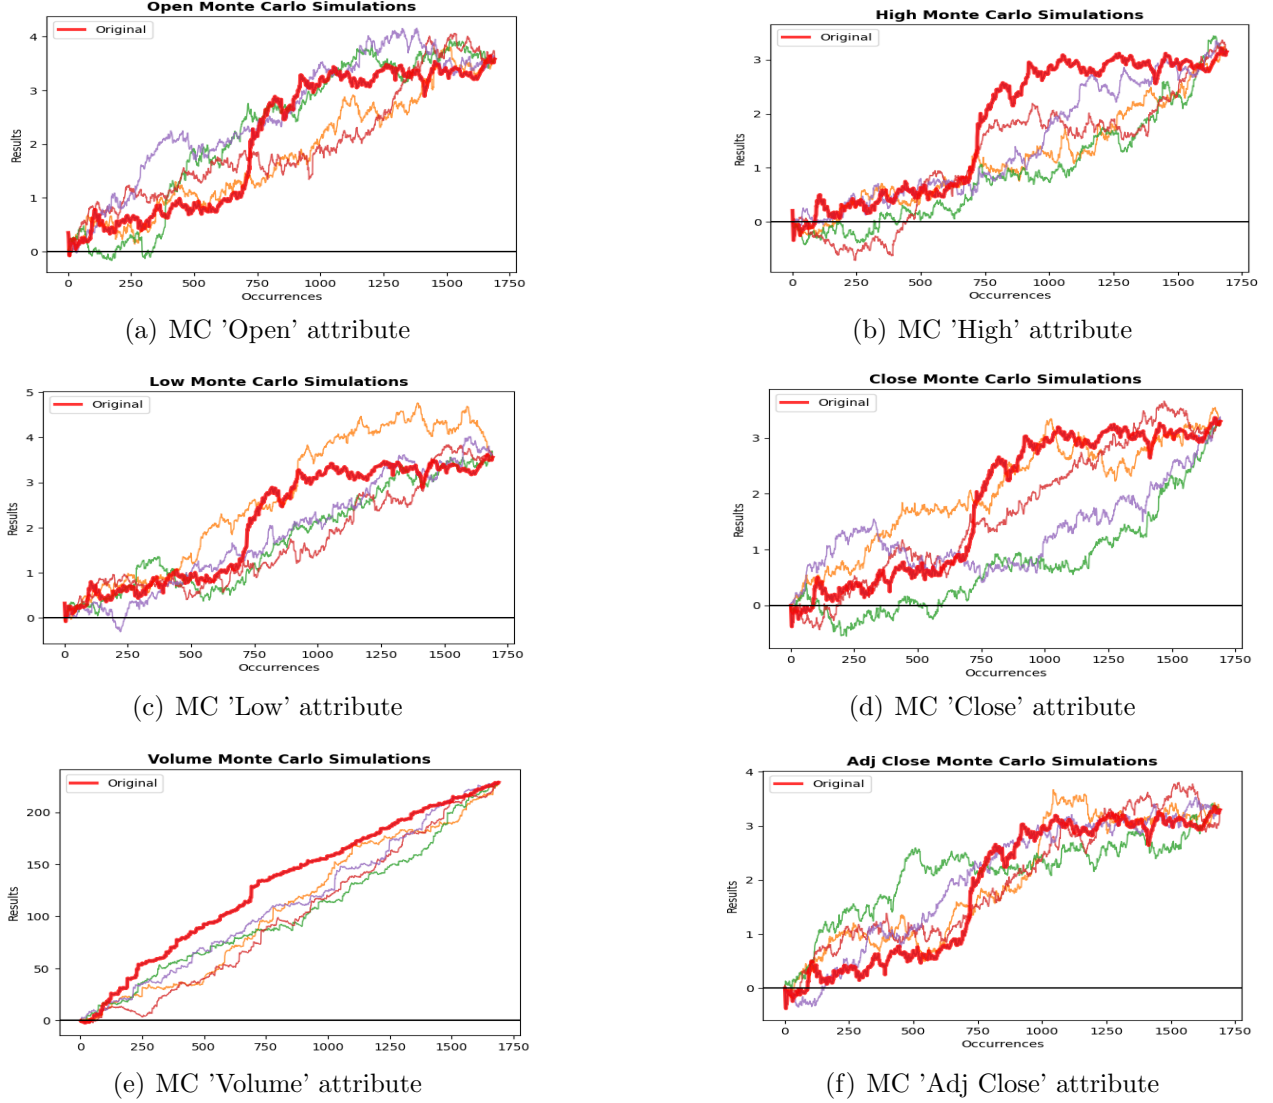 Open Monte Carlo Simulations
Original
Results
4
3
2
1
0
0 250 500 750 1000 1250 1500 1750
Occurrences
(a) MC 'Open' attribute
High Monte Carlo Simulations
Original
Results
3
2
1
0
0 250 500 750 1000 1250 1500 1750
Occurrences
(b) MC 'High' attribute
Low Monte Carlo Simulations
Original
Results
5
4
3
2
1
0
0 250 500 750 1000 1250 1500 1750
Occurrences
(c) MC 'Low' attribute
Close Monte Carlo Simulations
Original
Results
3
2
1
0
0 250 500 750 1000 1250 1500 1750
Occurrences
(d) MC 'Close' attribute
Volume Monte Carlo Simulations
Original
Results
200
150
100
50
0
0 250 500 750 1000 1250 1500 1750
Occurrences
(e) MC 'Volume' attribute
Adj Close Monte Carlo Simulations
Original
Results
4
3
2
1
0
0 250 500 750 1000 1250 1500 1750
Occurrences
(f) MC 'Adj Close' attribute